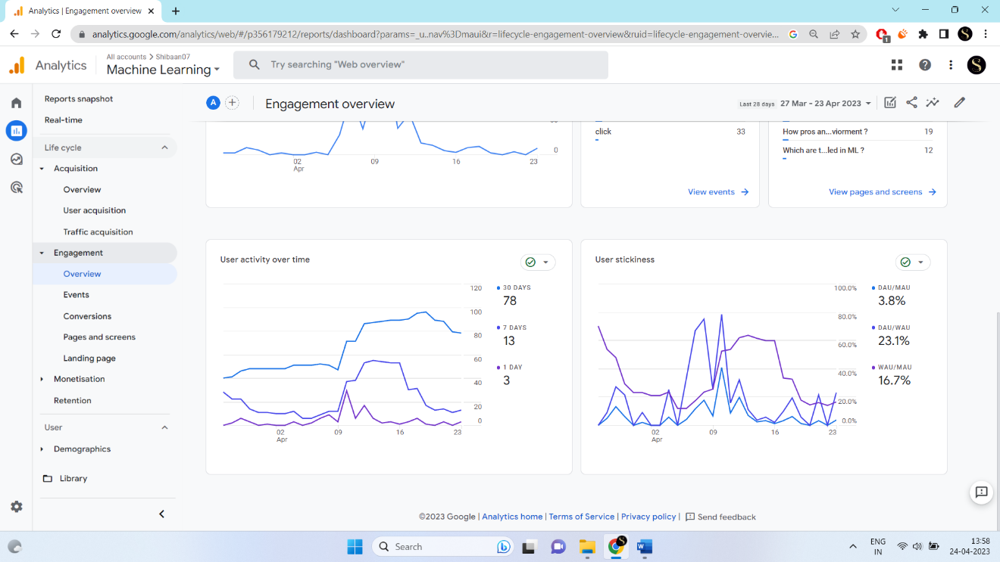 Analytics | Engagement overview
analytics.google.com/analytics/web/#/p356179212/reports/dashboard?params=_u..nav%3Dmaui&r=lifecycle-engagement-overview&ruid=lifecycle-engagement-overvie...
1
S
Analytics
All accounts > Shibaan07
Machine Learning
Try searching "Web overview"
S
Reports snapshot
Real-time
Life cycle
Acquisition
Overview
User acquisition
Traffic acquisition
Engagement
Overview
Events
Conversions
Pages and screens
Landing page
Monetisation
Retention
User
Demographics
Library
A
Engagement overview
Last 28 days 27 Mar - 23 Apr 2023
0
02 09 16 23
Apr
click 33
View events
How pros an...viorment ? 19
Which are t...led in ML ? 12
View pages and screens
User activity over time
120
100
80
60
40
20
0
02 09 16 23
Apr
30 DAYS
78
7 DAYS
13
1 DAY
3
User stickiness
100.0%
80.0%
60.0%
40.0%
20.0%
0.0%
02 09 16 23
Apr
DAU/MAU
3.8%
DAU/WAU
23.1%
WAU/MAU
16.7%
©2023 Google | Analytics home | Terms of Service | Privacy policy | Send feedback
Search
ENG
IN
13:58
24-04-2023